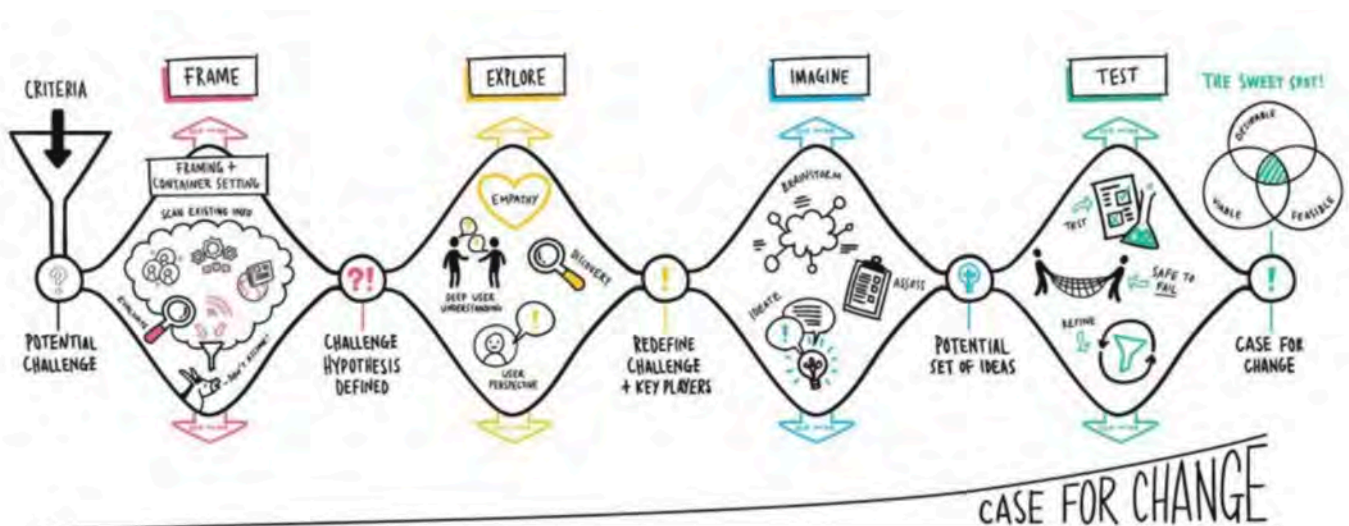 CRITERIA
POTENTIAL
CHALLENGE
FRAME
FRAMING +
CONTAINER SETTING
SCAN EXISTING INFO
EVALUATE
CHALLENGE
HYPOTHESIS
DEFINED
EXPLORE
EMPATHY
DISCOVERY
DEEP USER
UNDERSTANDING
USER
PERSPECTIVE
REDEFINE
CHALLENGE
+ KEY PLAYERS
IMAGINE
BRAINSTORM
ASSESS
IDEATE
POTENTIAL
SET OF IDEAS
TEST
TEST
SAFE TO
FAIL
REFINE
THE SWEET SPOT!
DESIRABLE
VIABLE
FEASIBLE
CASE FOR
CHANGE
CASE FOR CHANGE